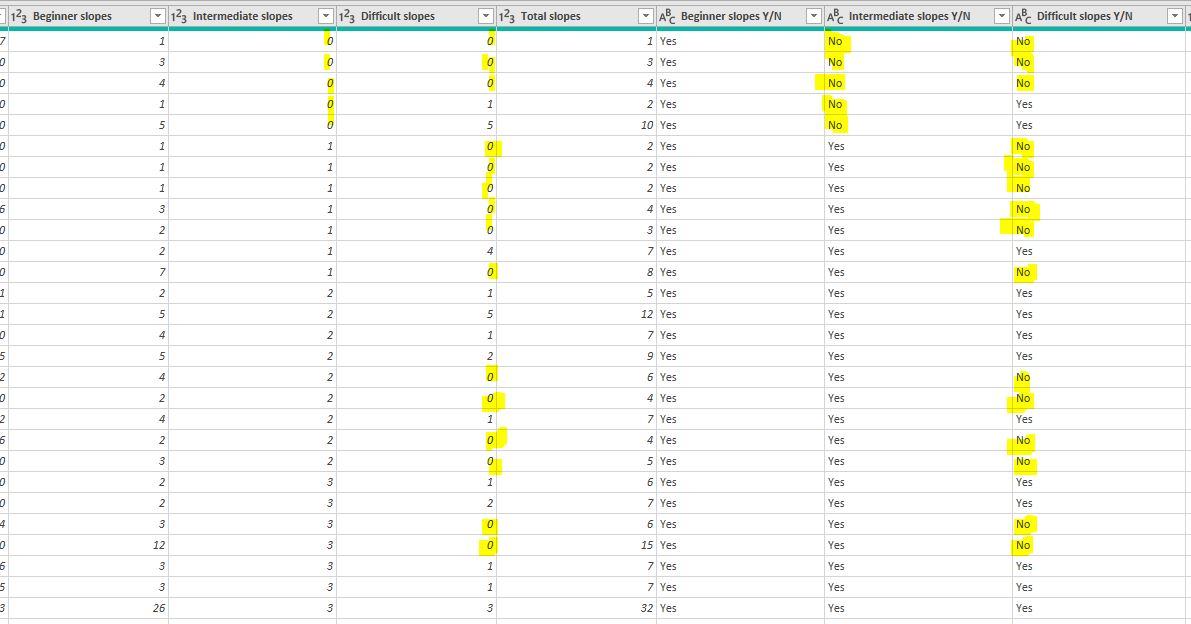 1²3 Beginner slopes 1²3 Intermediate slopes 1²3 Difficult slopes 1²3 Total slopes ABC Beginner slopes Y/N ABC Intermediate slopes Y/N ABC Difficult slopes Y/N
7 1 0 0 1 Yes No No
0 3 0 0 3 Yes No No
0 4 0 0 4 Yes No No
0 1 0 1 2 Yes No Yes
0 5 0 5 10 Yes No Yes
0 1 1 0 2 Yes Yes No
0 1 1 0 2 Yes Yes No
0 1 1 0 2 Yes Yes No
6 3 1 0 4 Yes Yes No
0 2 1 0 3 Yes Yes No
0 2 1 4 7 Yes Yes Yes
0 7 1 0 8 Yes Yes No
1 2 2 1 5 Yes Yes Yes
1 5 2 5 12 Yes Yes Yes
0 4 2 1 7 Yes Yes Yes
5 5 2 2 9 Yes Yes Yes
2 4 2 0 6 Yes Yes No
0 2 2 0 4 Yes Yes No
2 4 2 1 7 Yes Yes Yes
6 2 2 0 4 Yes Yes No
0 3 2 0 5 Yes Yes No
0 2 3 1 6 Yes Yes Yes
0 2 3 2 7 Yes Yes Yes
4 3 3 0 6 Yes Yes No
0 12 3 0 15 Yes Yes No
6 3 3 1 7 Yes Yes Yes
5 3 3 1 7 Yes Yes Yes
3 26 3 3 32 Yes Yes Yes